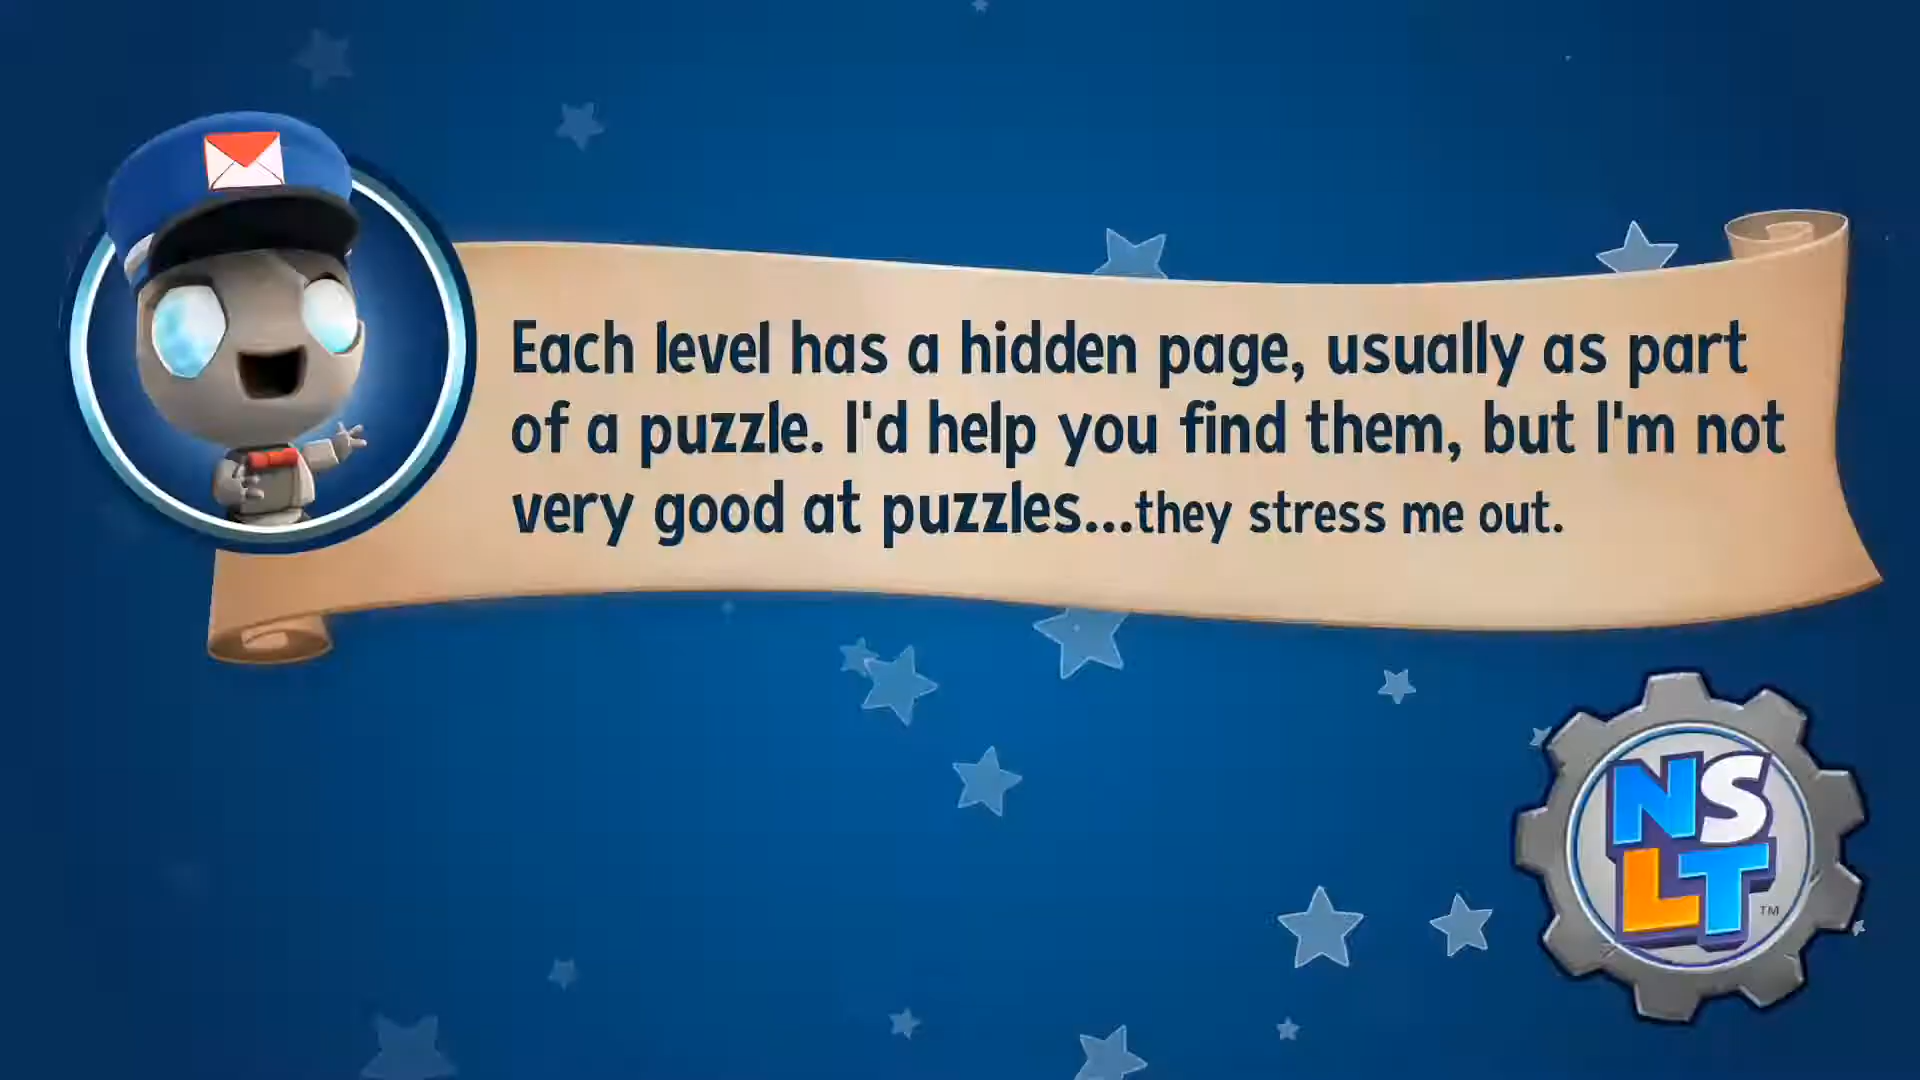 Each level has a hidden page, usually as part
of a puzzle. I'd help you find them, but I'm not
very good at puzzles...they stress me out.
NS
LT
TM